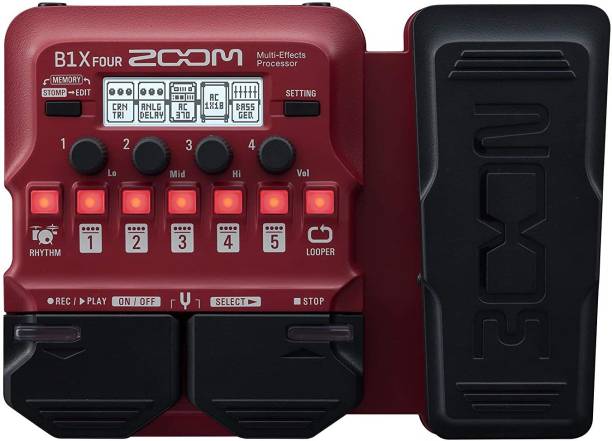 B1X FOUR ZOOM Multi-Effects
Processor
MEMORY
STOMP → EDIT
CRN
TRI
ANLG
DELAY
AC
370
AC
1X18
BASS
GEQ
SETTING
1 2 3 4
Lo Mid Hi Vol
RHYTHM 1 2 3 4 5 LOOPER
● REC / ▶ PLAY ON / OFF SELECT ▶ ■ STOP
ZOOM